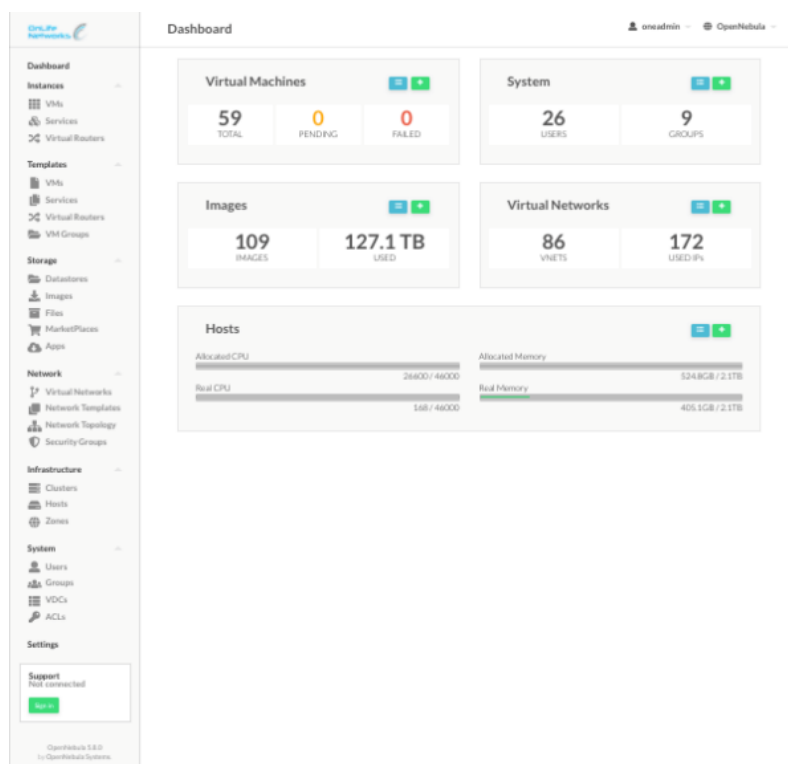 OnLife
Networks
Dashboard
oneadmin
OpenNebula
Dashboard
Instances
VMs
Services
Virtual Routers
Templates
VMs
Services
Virtual Routers
VM Groups
Storage
Datastores
Images
Files
MarketPlaces
Apps
Network
Virtual Networks
Network Templates
Network Topology
Security Groups
Infrastructure
Clusters
Hosts
Zones
System
Users
Groups
VDCs
ACLs
Settings
Support
Not connected
Sign in
OpenNebula 5.8.0
by OpenNebula Systems.
Virtual Machines
59 0 0
TOTAL PENDING FAILED
System
26 9
USERS GROUPS
Images
109 127.1 TB
IMAGES USED
Virtual Networks
86 172
VNETS USED IPs
Hosts
Allocated CPU
26600 / 46000
Real CPU
168 / 46000
Allocated Memory
524.8GB / 2.1TB
Real Memory
405.1GB / 2.1TB